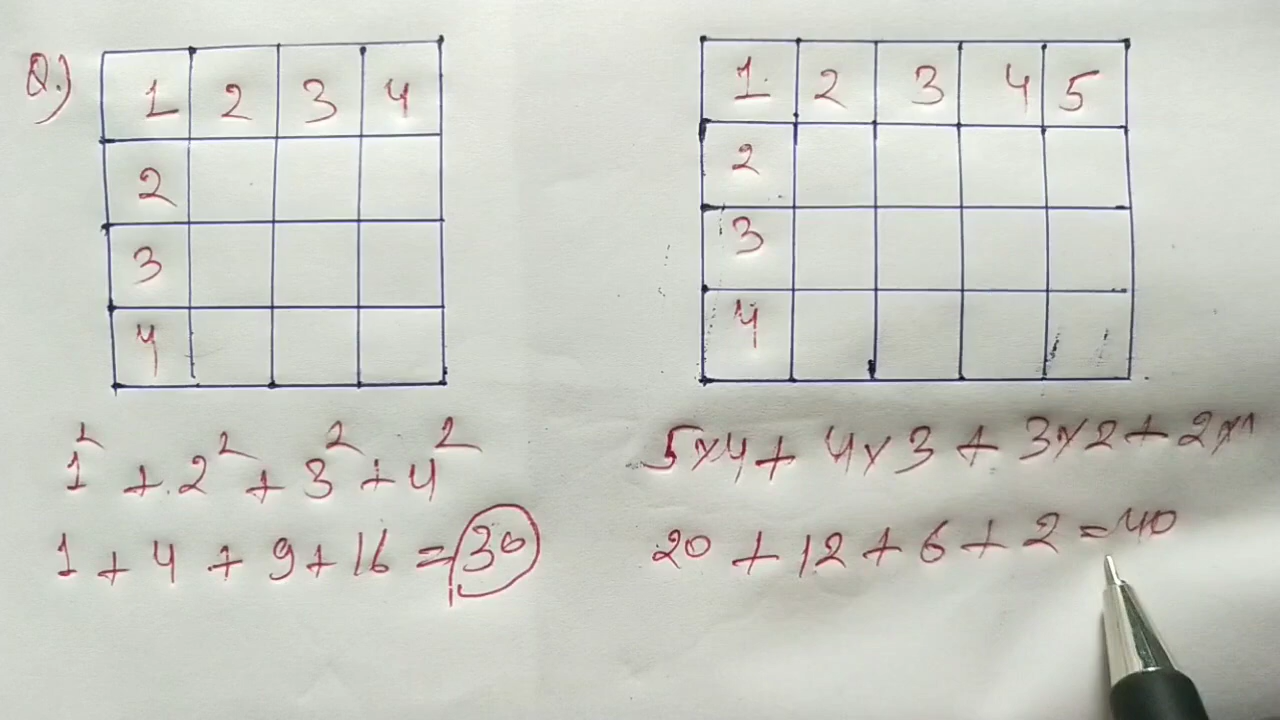 Q.)
1 2 3 4
2
3
4
1² + 2² + 3² + 4²
1 + 4 + 9 + 16 = 30
1 2 3 4 5
2
3
4
5×4 + 4×3 + 3×2 + 2×1
20 + 12 + 6 + 2 = 40